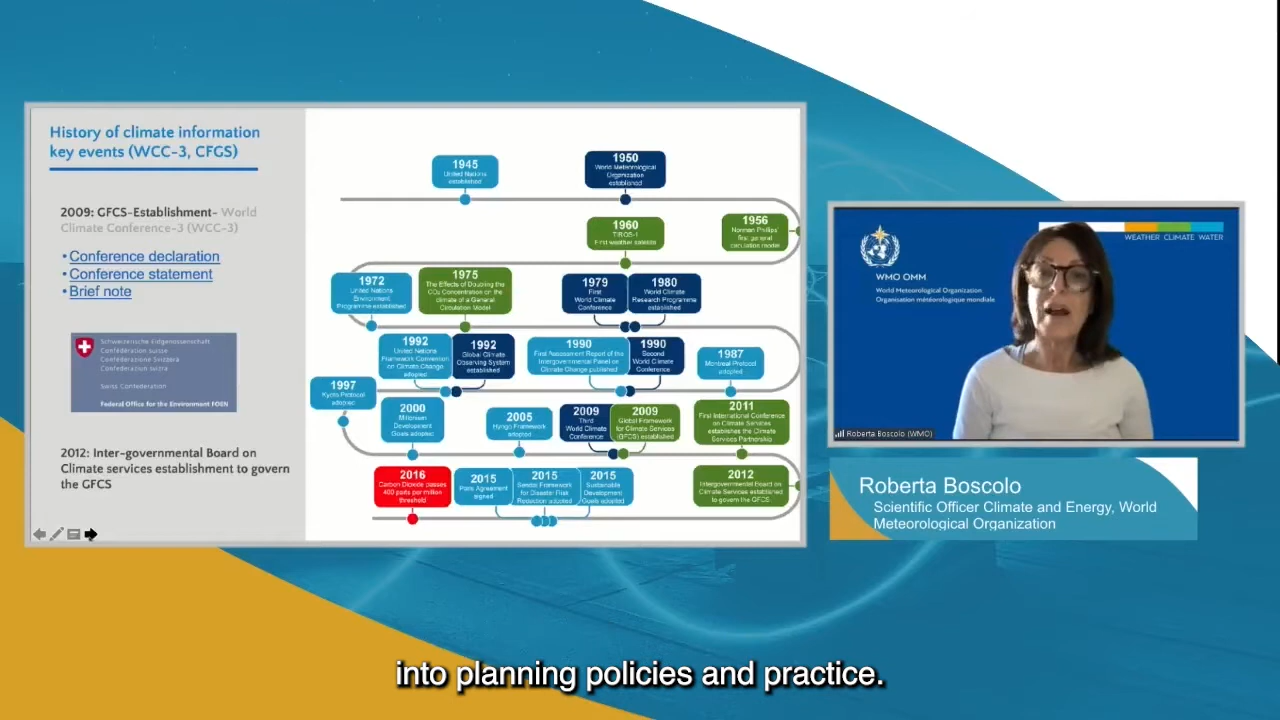 History of climate information
key events (WCC-3, CFGS)
2009: GFCS-Establishment- World
Climate Conference-3 (WCC-3)
•Conference declaration
•Conference statement
•Brief note
Schweizerische Eidgenossenschaft
Confédération suisse
Confederazione Svizzera
Confederaziun svizra
Swiss Confederation
Federal Office for the Environment FOEN
2012: Inter-governmental Board on
Climate services establishment to govern
the GFCS
1945
United Nations
established
1950
World Meteorological
Organization
established
1960
TIROS-1
First weather satellite
1956
Norman Phillips'
first general
circulation model
1972
United Nations
Environment
Programme established
1975
The Effects of Doubling the
CO₂ Concentration on the
climate of a General
Circulation Model
1979
First
World Climate
Conference
1980
World Climate
Research Programme
established
1992
United Nations
Framework Convention
on Climate Change
adopted
1992
Global Climate
Observing System
established
1990
First Assessment Report of the
Intergovernmental Panel on
Climate Change published
1990
Second
World Climate
Conference
1987
Montreal Protocol
adopted
1997
Kyoto Protocol
adopted
2000
Millenium
Development
Goals adopted
2005
Hyogo Framework
adopted
2009
Third
World Climate
Conference
2009
Global Framework
for Climate Services
(GFCS) established
2011
First International Conference
on Climate Services
establishes the Climate
Services Partnership
2016
Carbon Dioxide passes
400 parts per million
threshold
2015
Paris Agreement
signed
2015
Sendai Framework
for Disaster Risk
Reduction adopted
2015
Sustainable
Development
Goals adopted
2012
Intergovernmental Board on
Climate Services established
to govern the GFCS
WEATHER CLIMATE WATER
WMO OMM
World Meteorological Organization
Organisation météorologique mondiale
Roberta Boscolo (WMO)
Roberta Boscolo
Scientific Officer Climate and Energy, World
Meteorological Organization
into planning policies and practice.